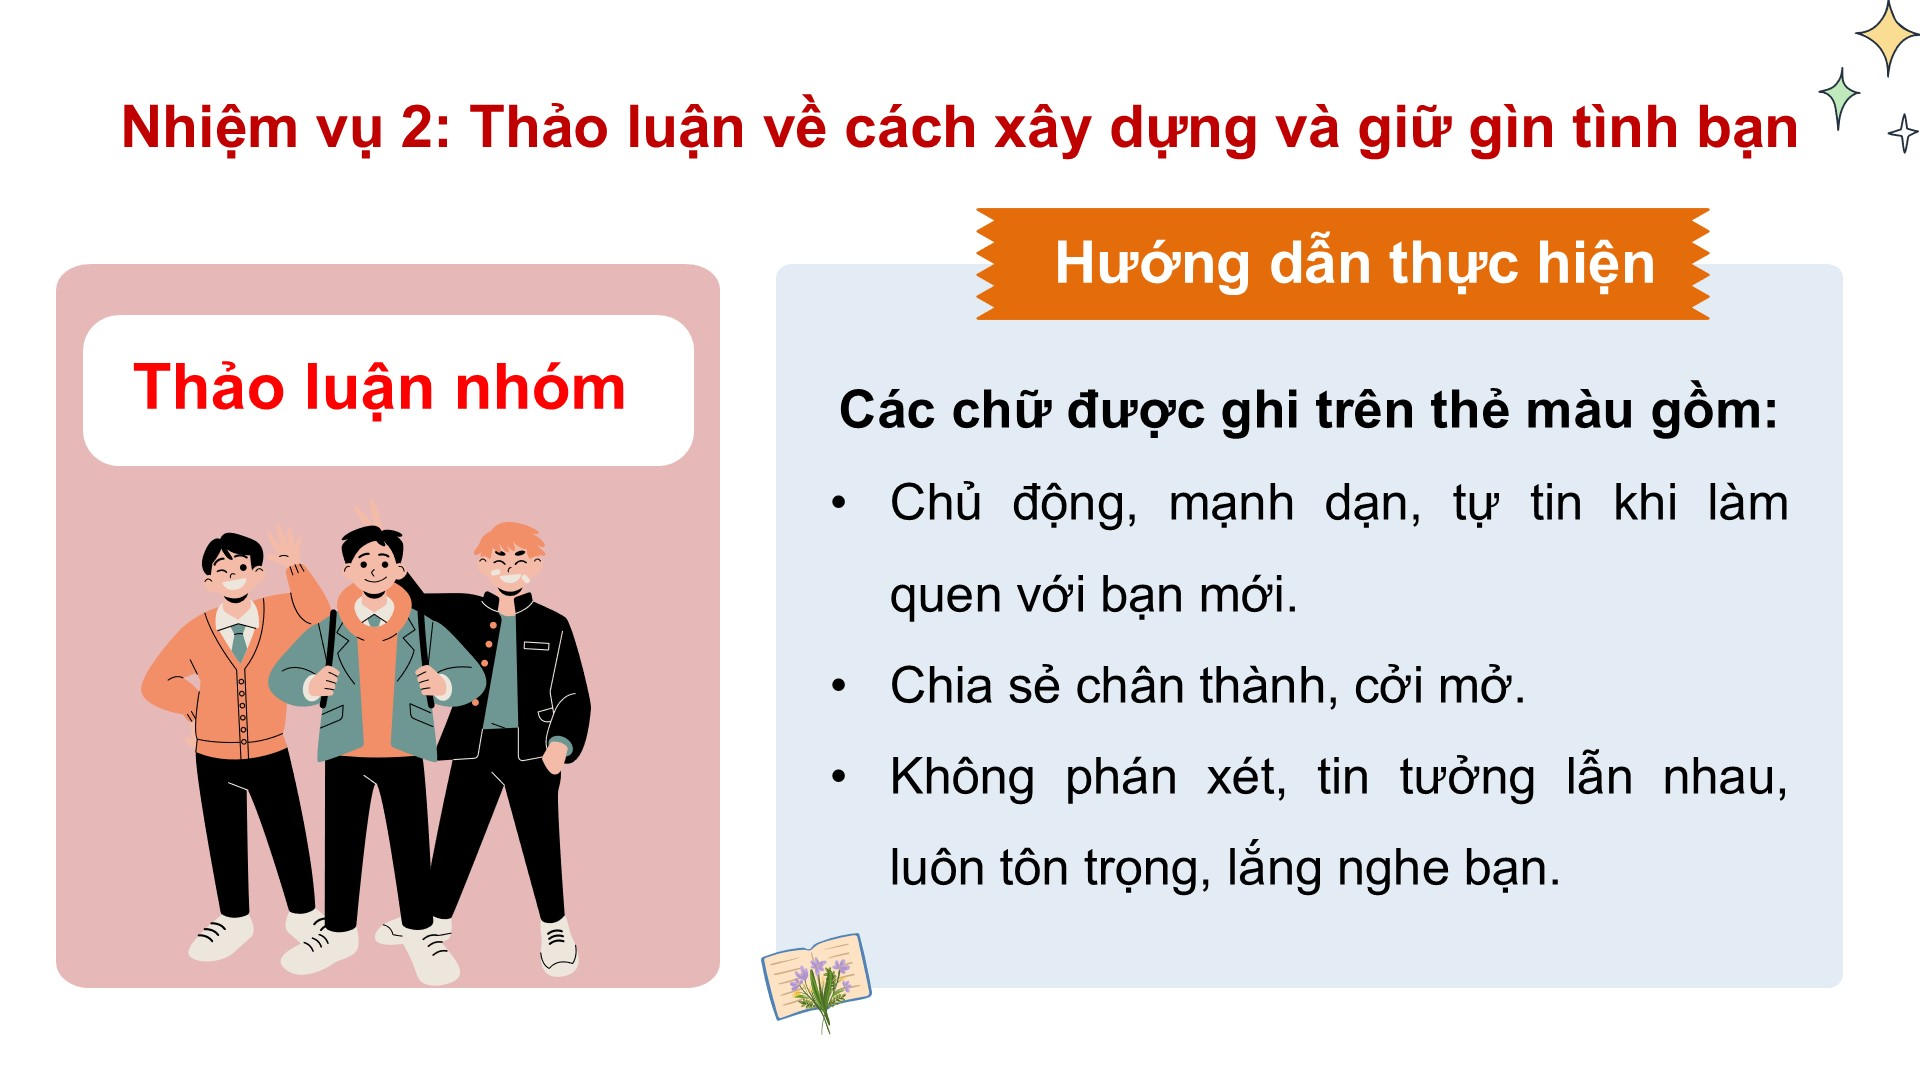 Nhiệm vụ 2: Thảo luận về cách xây dựng và giữ gìn tình bạn
Thảo luận nhóm
Hướng dẫn thực hiện
Các chữ được ghi trên thẻ màu gồm:
• Chủ động, mạnh dạn, tự tin khi làm
quen với bạn mới.
• Chia sẻ chân thành, cởi mở.
• Không phán xét, tin tưởng lẫn nhau,
luôn tôn trọng, lắng nghe bạn.